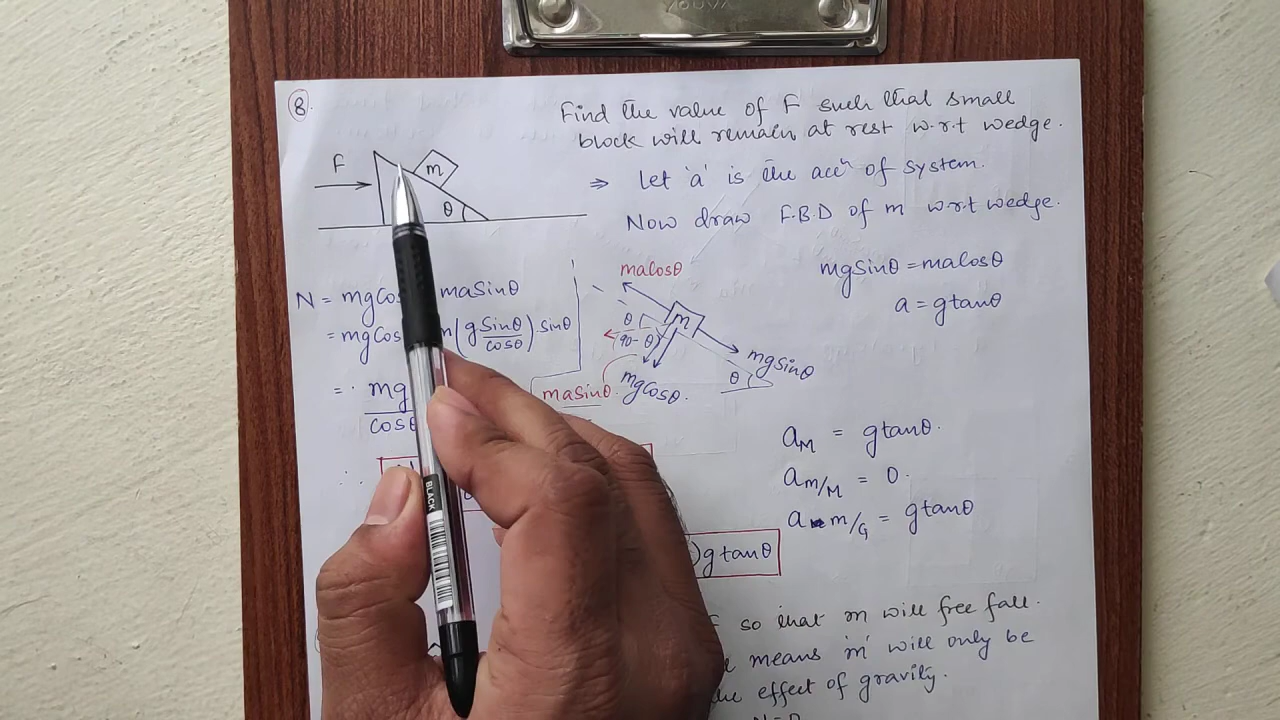 YOUVA
8.
Find the value of F such that small
block will remain at rest w.r.t wedge.
F
m
θ
⇒ Let 'a' is the accⁿ of system.
Now draw F.B.D of m w.r.t wedge.
macosθ
mgsinθ = macosθ
a = gtanθ
N = mgCos masinθ
= mgCos (g Sinθ/cosθ) sinθ
= mg
cosθ
θ
(90-θ)
m
mgsinθ
θ
masinθ. mgcosθ.
aM = gtanθ.
am/M = 0.
a m/G = gtanθ
)gtanθ
so that m will free fall.
means 'm' will only be
effect of gravity.
BLACK